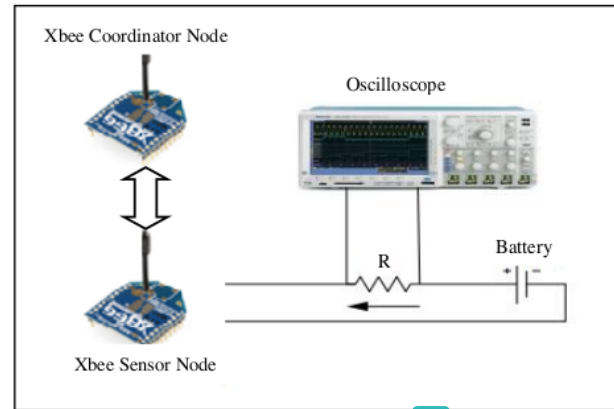 Xbee Coordinator Node
Oscilloscope
R
Battery
+ -
Xbee Sensor Node